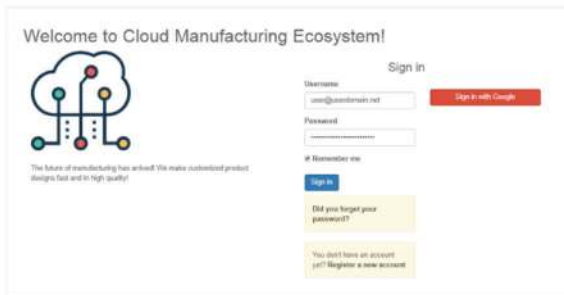 Welcome to Cloud Manufacturing Ecosystem!
Sign in
Username
user@userdomain.net
Sign in with Google
Password
Remember me
The future of manufacturing has arrived! We make customized product
designs fast and in high quality!
Sign in
Did you forget your
password?
You don't have an account
yet? Register a new account